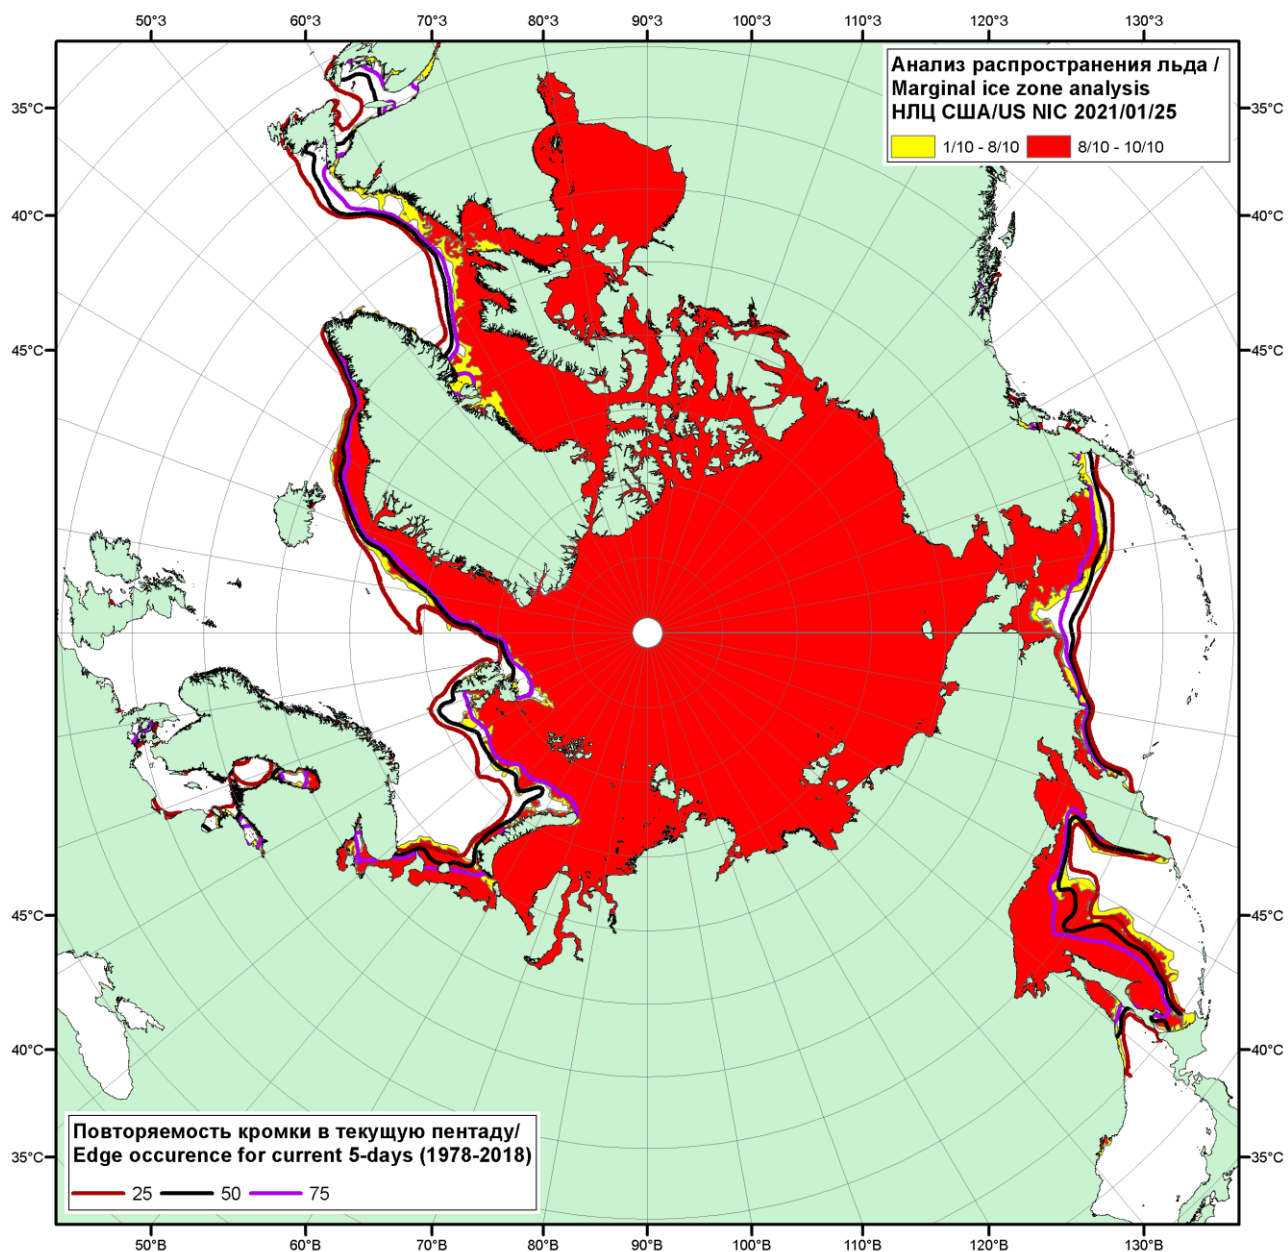 50°З 60°З 70°З 80°З 90°З 100°З 110°З 120°З 130°З
Анализ распространения льда /
Marginal ice zone analysis
НЛЦ США/US NIC 2021/01/25
1/10 - 8/10 8/10 - 10/10
35°С 35°С
40°С 40°С
45°С 45°С
45°С 45°С
40°С 40°С
35°С 35°С
Повторяемость кромки в текущую пентаду/
Edge occurence for current 5-days (1978-2018)
25 50 75
50°В 60°В 70°В 80°В 90°В 100°В 110°В 120°В 130°В